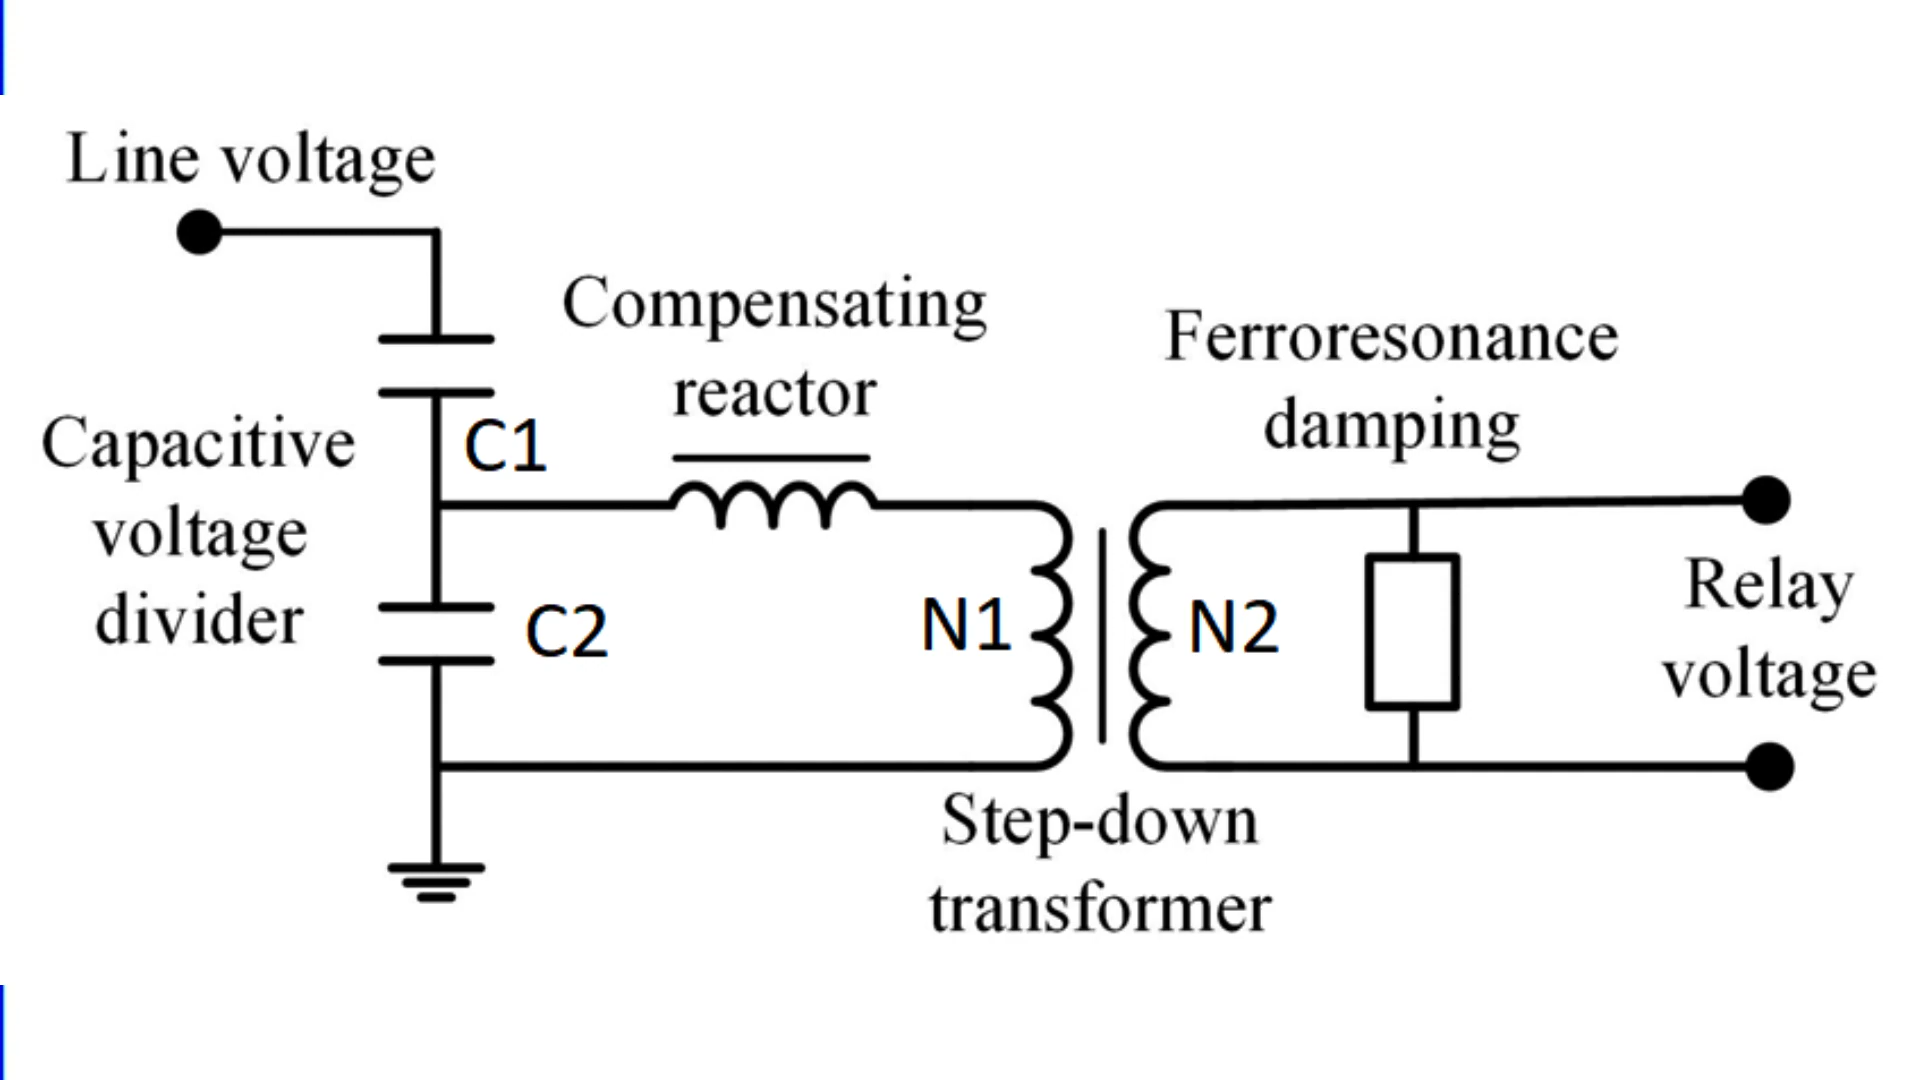 Line voltage
Compensating
reactor
Ferroresonance
damping
Capacitive
voltage
divider
C1
C2
N1
N2
Relay
voltage
Step-down
transformer